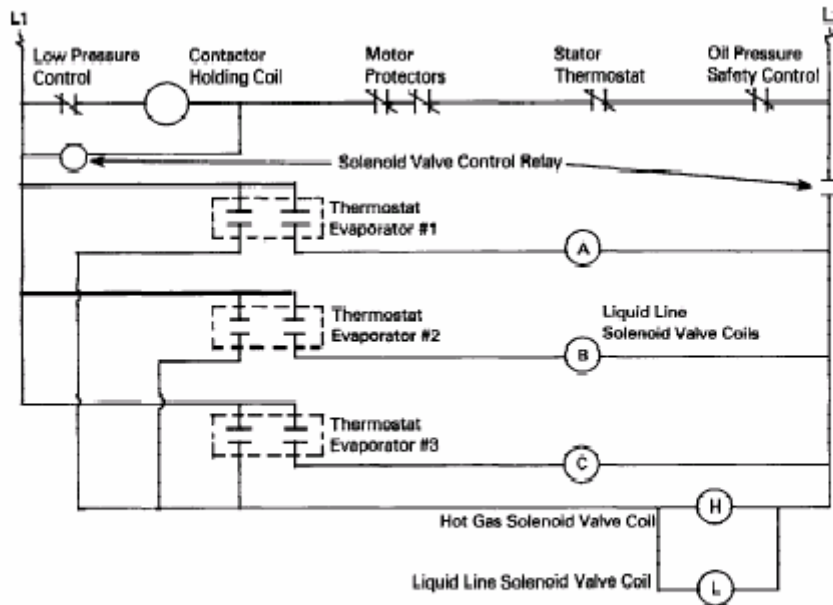 L1
L
Low Pressure
Control
Contactor
Holding Coil
Motor
Protectors
Stator
Thermostat
Oil Pressure
Safety Control
Solenoid Valve Control Relay
Thermostat
Evaporator #1
A
Thermostat
Evaporator #2
Liquid Line
Solenoid Valve Coils
B
Thermostat
Evaporator #3
C
Hot Gas Solenoid Valve Coil
H
Liquid Line Solenoid Valve Coil
L